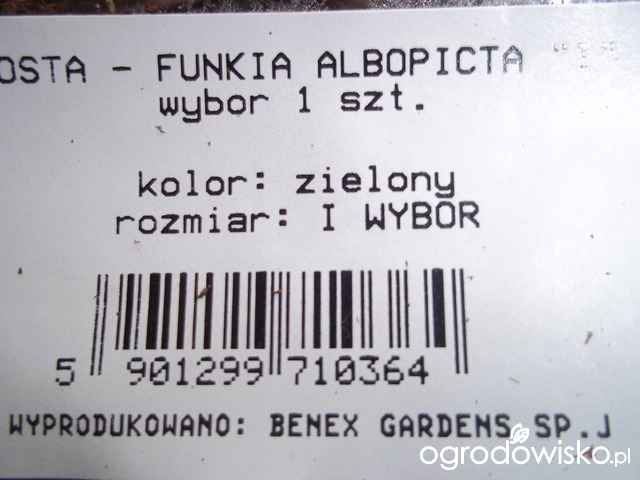 OSTA - FUNKIA ALBOPICTA
wybor 1 szt.
kolor: zielony
rozmiar: I WYBOR
5 901299 710364
WYPRODUKOWANO: BENEX GARDENS SP.J
ogrodowisko.pl